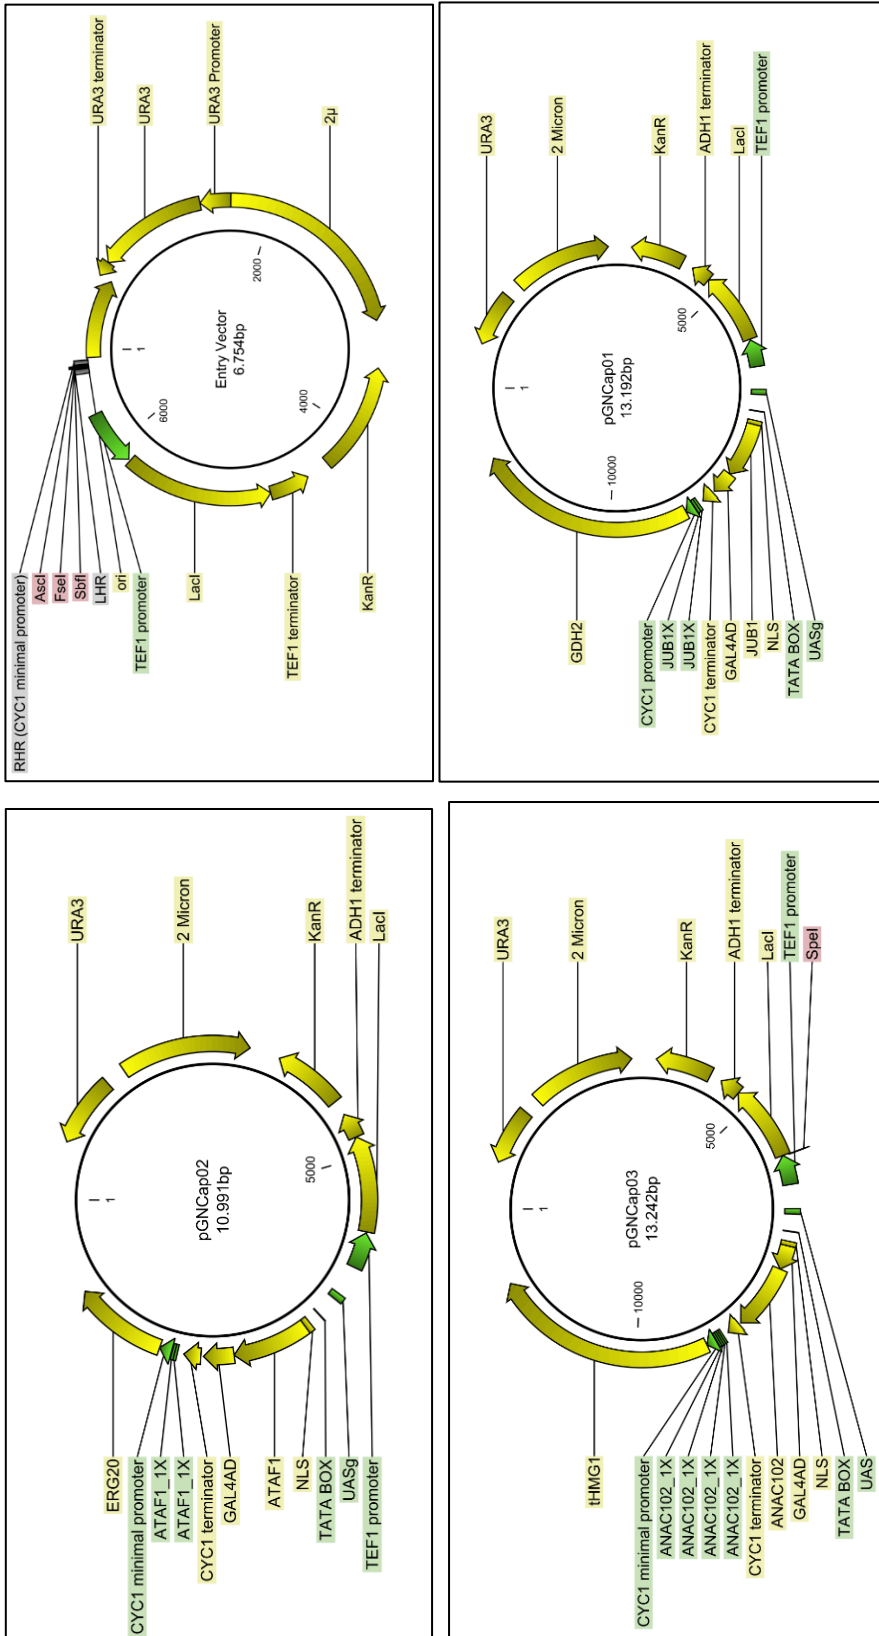 URA3 terminator
URA3
URA3 Promoter
2µ
RHR (CYC1 minimal promoter)
AscI
FseI
SbfI
LHR
ori
TEF1 promoter
LacI
TEF1 terminator
KanR
1
2000
4000
6000
Entry Vector
6.754bp
URA3
2 Micron
KanR
ADH1 terminator
LacI
TEF1 promoter
1
5000
10000
pGNCap01
13.192bp
GDH2
CYC1 promoter
JUB1X
JUB1X
CYC1 terminator
GAL4AD
JUB1
NLS
TATA BOX
UASg
URA3
2 Micron
KanR
ADH1 terminator
LacI
1
5000
pGNCap02
10.991bp
ERG20
CYC1 minimal promoter
ATAF1_1X
ATAF1_1X
CYC1 terminator
GAL4AD
ATAF1
NLS
TATA BOX
UASg
TEF1 promoter
URA3
2 Micron
KanR
ADH1 terminator
LacI
TEF1 promoter
SpeI
1
5000
10000
pGNCap03
13.242bp
tHMG1
CYC1 minimal promoter
ANAC102_1X
ANAC102_1X
ANAC102_1X
ANAC102_1X
CYC1 terminator
ANAC102
GAL4AD
NLS
TATA BOX
UAS